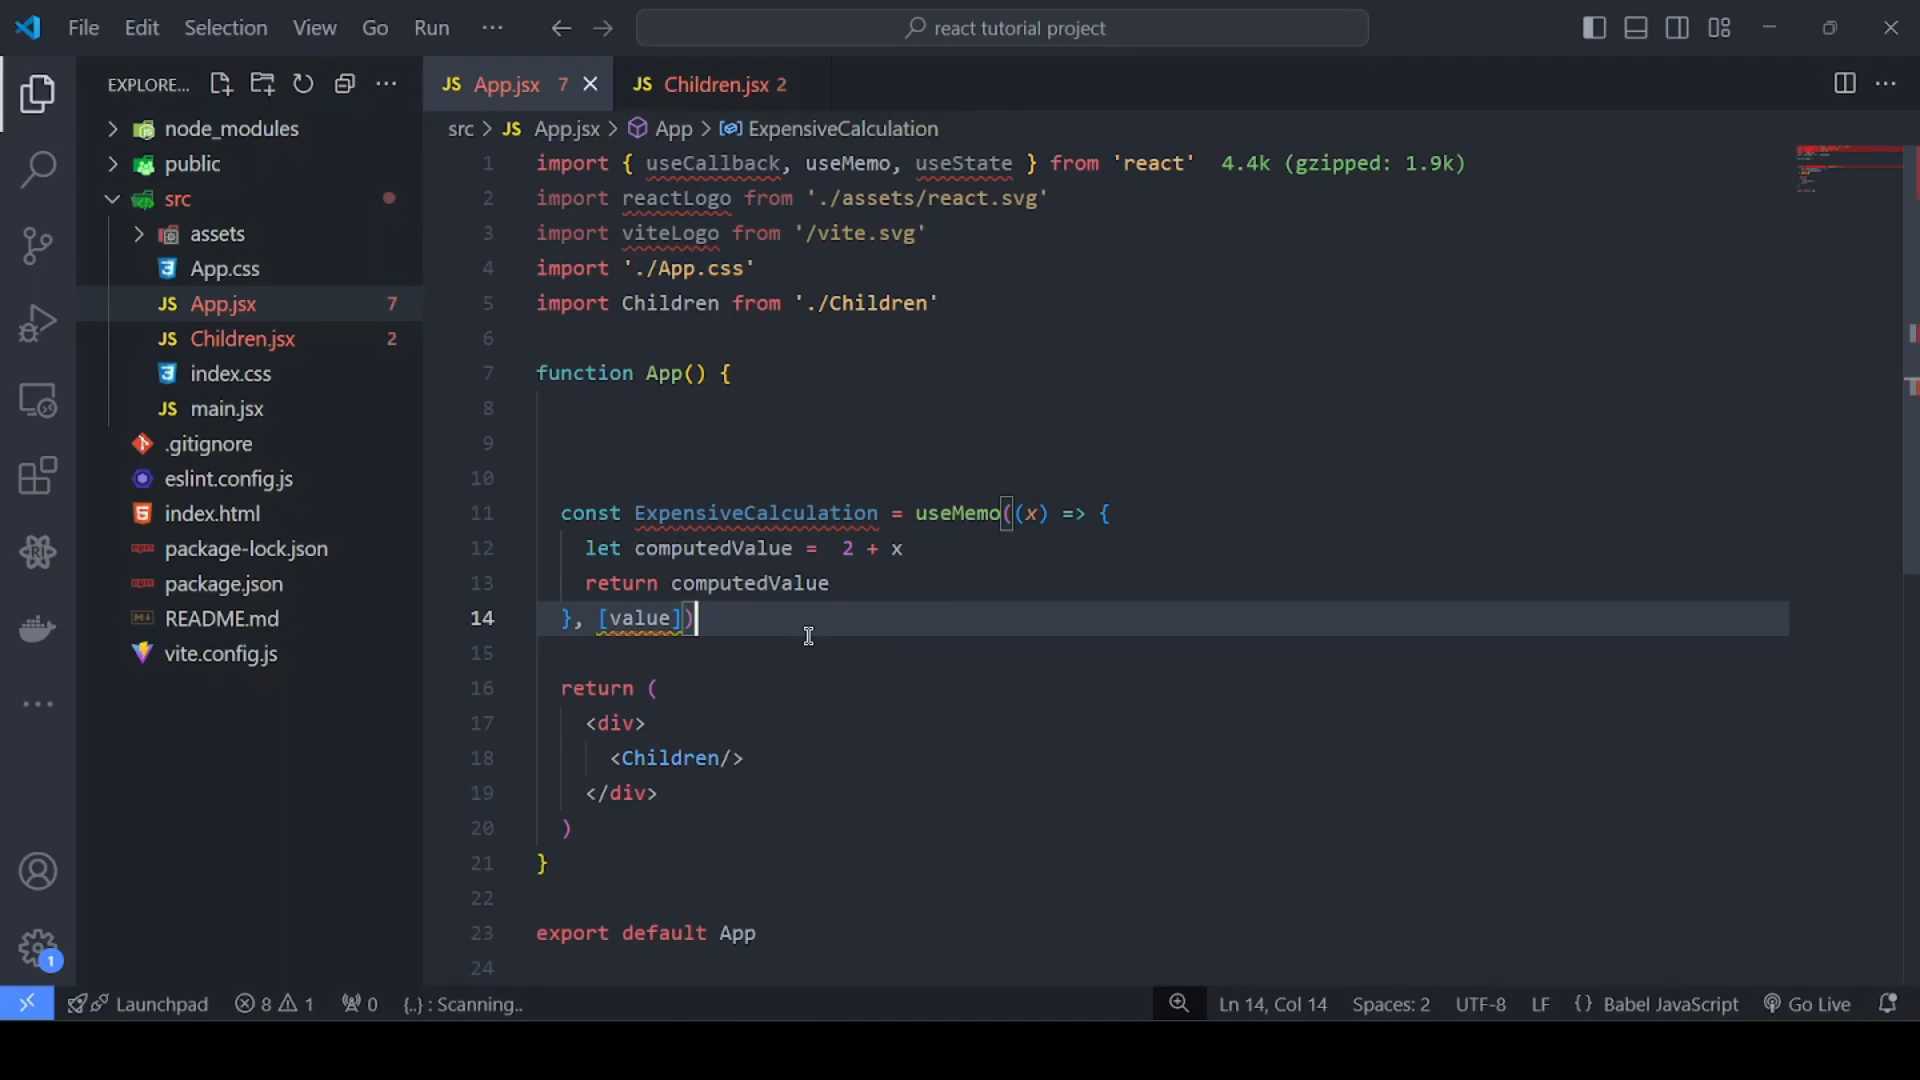 File Edit Selection View Go Run ··· react tutorial project
EXPLORE... ···
node_modules
public
src
assets
App.css
JS App.jsx 7
JS Children.jsx 2
index.css
JS main.jsx
.gitignore
eslint.config.js
index.html
package-lock.json
package.json
README.md
vite.config.js
JS App.jsx 7 JS Children.jsx 2
src > JS App.jsx > App > ExpensiveCalculation
1 import { useCallback, useMemo, useState } from 'react' 4.4k (gzipped: 1.9k)
2 import reactLogo from './assets/react.svg'
3 import viteLogo from '/vite.svg'
4 import './App.css'
5 import Children from './Children'
6
7 function App() {
8
9
10
11 const ExpensiveCalculation = useMemo((x) => {
12 let computedValue = 2 + x
13 return computedValue
14 }, [value])
15
16 return (
17 <div>
18 <Children/>
19 </div>
20 )
21 }
22
23 export default App
24
1
Launchpad 8 1 0 {..} : Scanning.. Ln 14, Col 14 Spaces: 2 UTF-8 LF {} Babel JavaScript Go Live